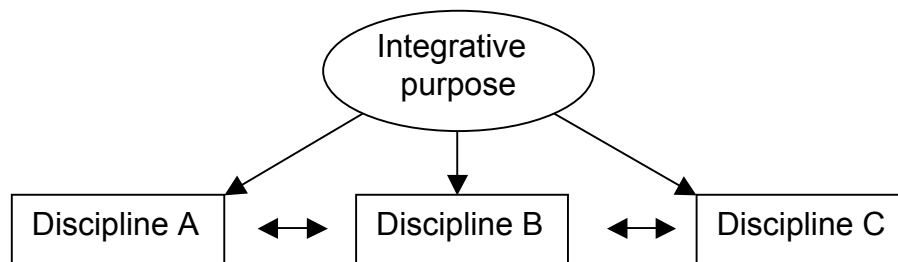 Integrative
purpose
Discipline A
Discipline B
Discipline C